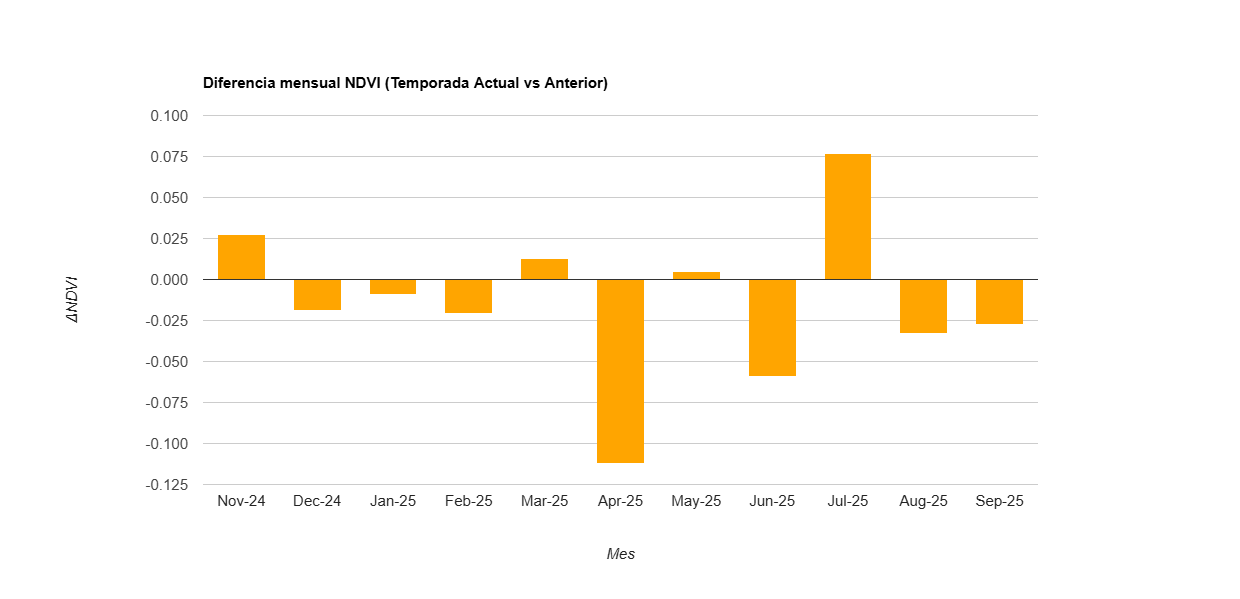 Diferencia mensual NDVI (Temporada Actual vs Anterior)
0.100
0.075
0.050
0.025
0.000
-0.025
-0.050
-0.075
-0.100
-0.125
ΔNDVI
Nov-24 Dec-24 Jan-25 Feb-25 Mar-25 Apr-25 May-25 Jun-25 Jul-25 Aug-25 Sep-25
Mes